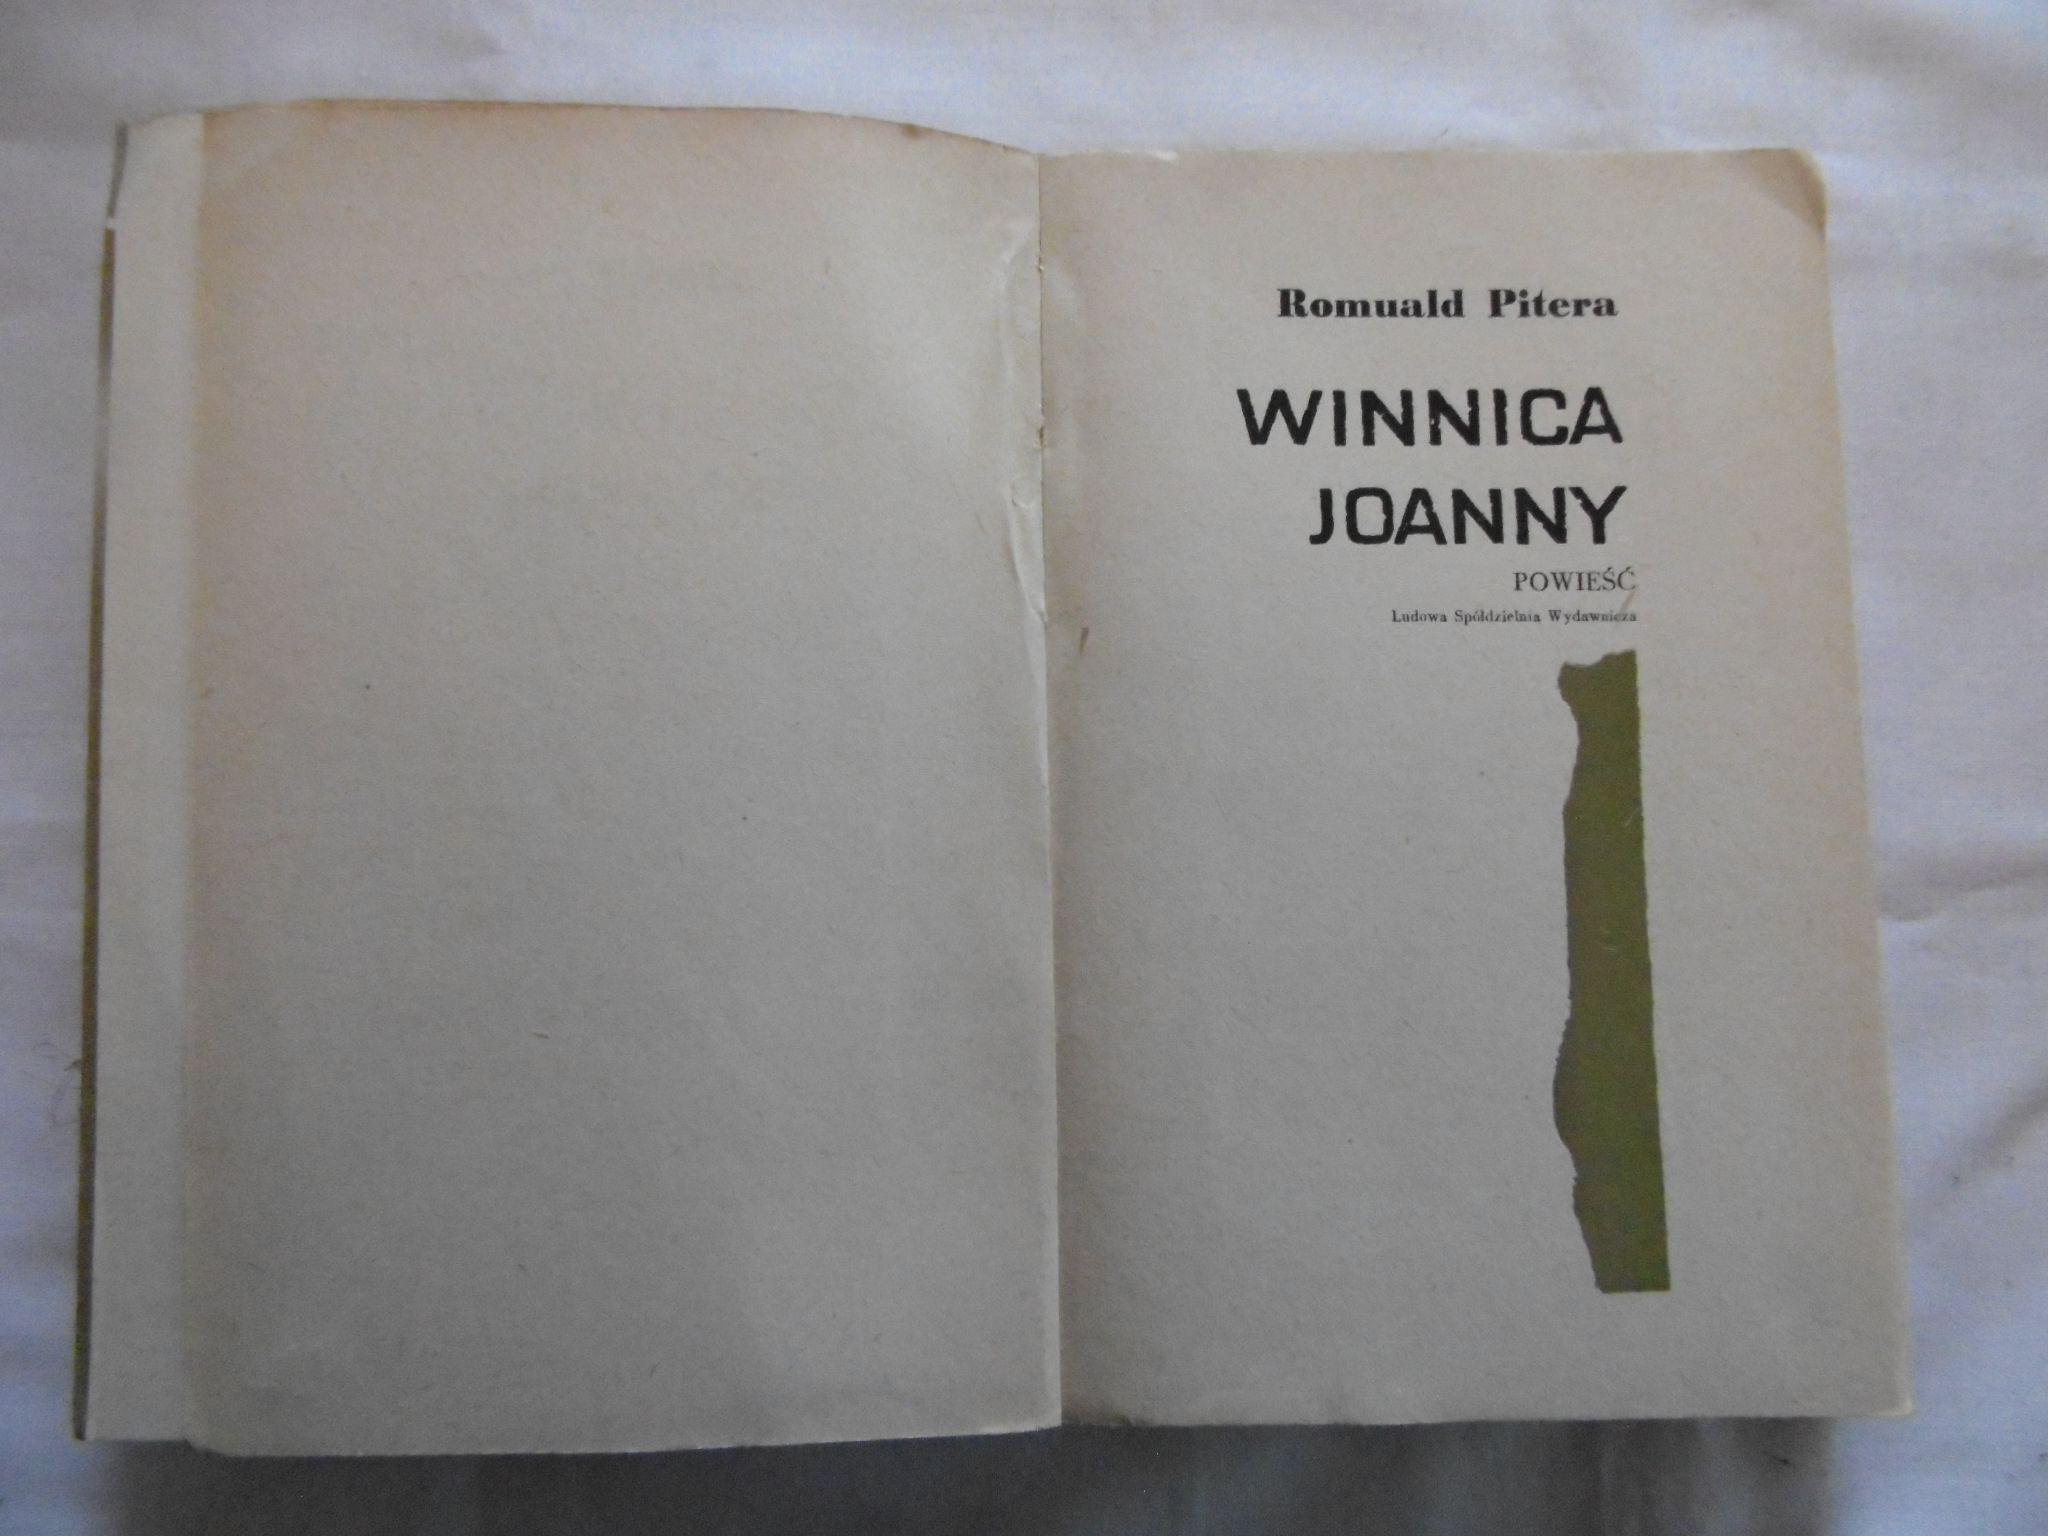 Romuald Pitera
WINNICA
JOANNY
POWIEŚĆ
Ludowa Spółdzielnia Wydawnicza